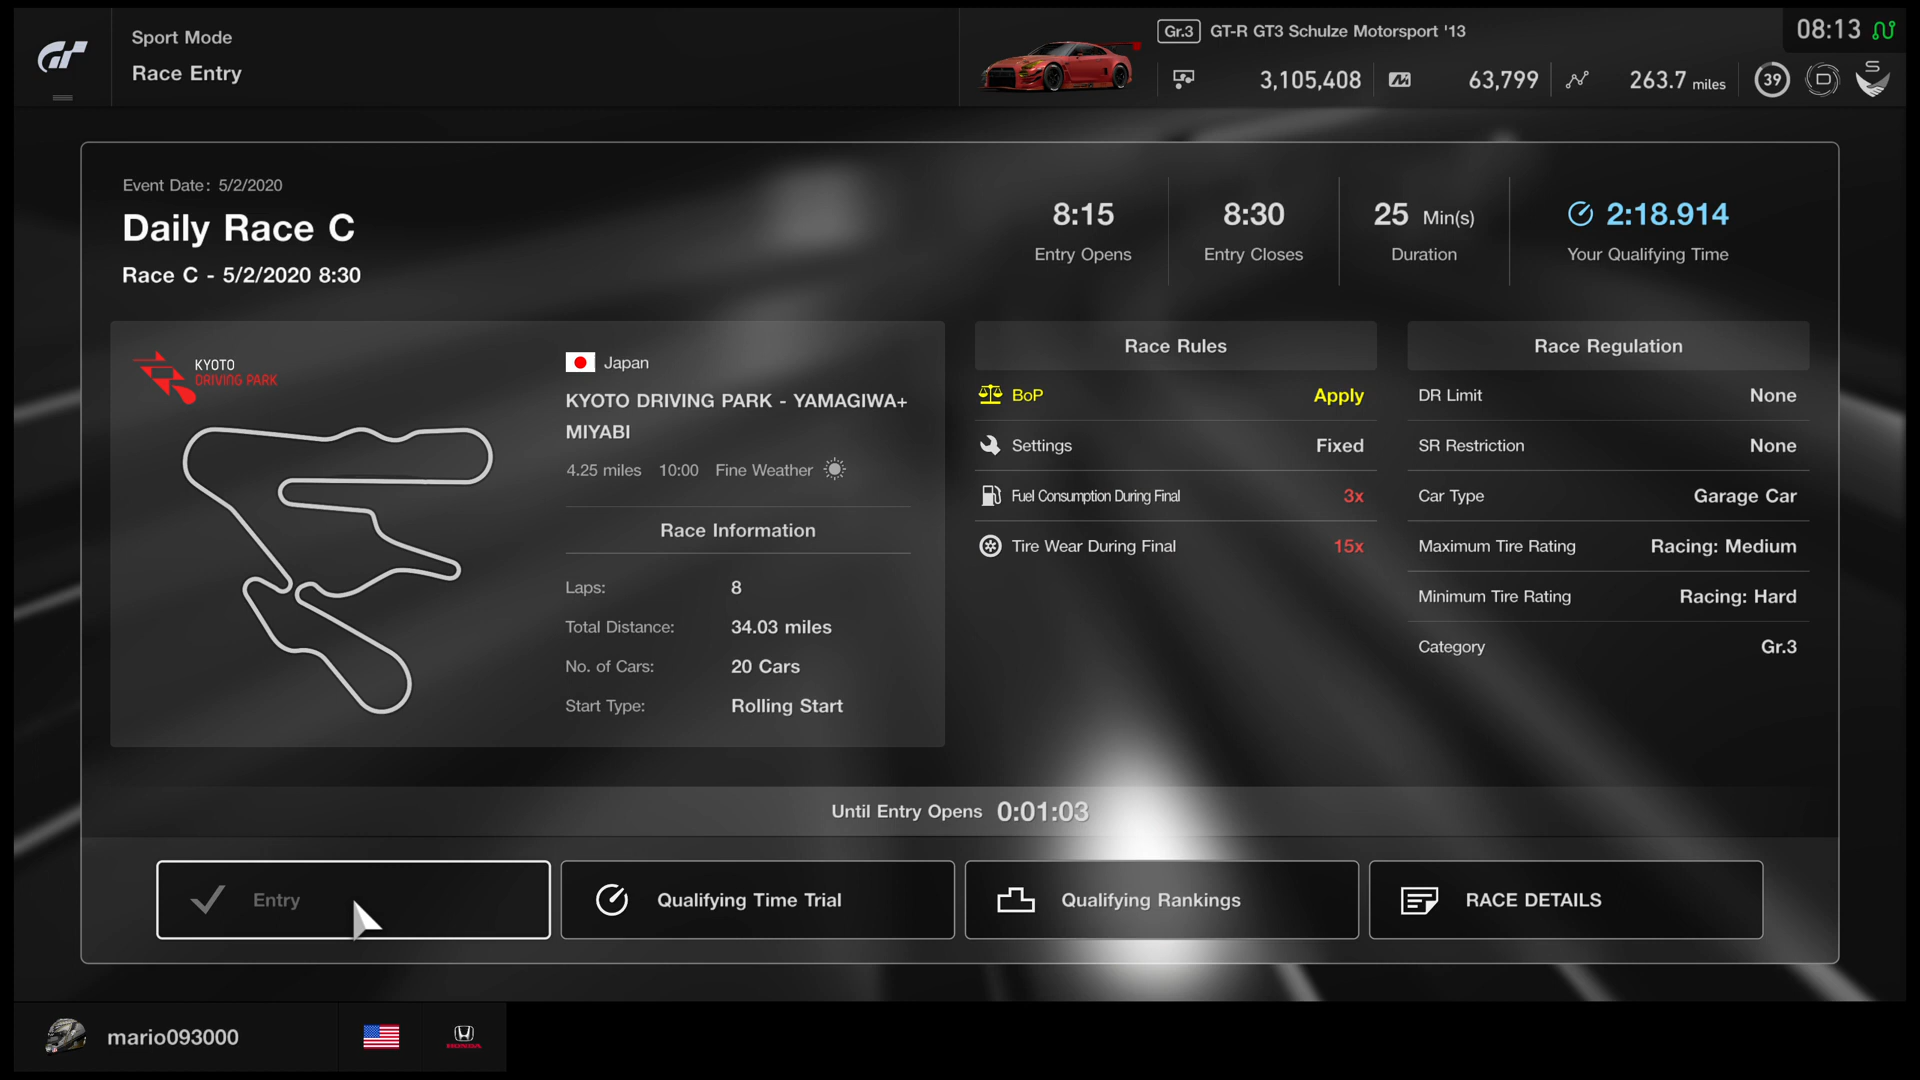 Sport Mode
Race Entry
Gr.3 GT-R GT3 Schulze Motorsport '13
08:13
3,105,408 63,799 263.7 miles 39 D S
Event Date: 5/2/2020
Daily Race C
Race C - 5/2/2020 8:30
8:15
Entry Opens
8:30
Entry Closes
25 Min(s)
Duration
2:18.914
Your Qualifying Time
KYOTO
DRIVING PARK
Japan
KYOTO DRIVING PARK - YAMAGIWA+
MIYABI
4.25 miles 10:00 Fine Weather
Race Information
Laps: 8
Total Distance: 34.03 miles
No. of Cars: 20 Cars
Start Type: Rolling Start
Race Rules
BoP Apply
Settings Fixed
Fuel Consumption During Final 3x
Tire Wear During Final 15x
Race Regulation
DR Limit None
SR Restriction None
Car Type Garage Car
Maximum Tire Rating Racing: Medium
Minimum Tire Rating Racing: Hard
Category Gr.3
Until Entry Opens 0:01:03
Entry
Qualifying Time Trial
Qualifying Rankings
RACE DETAILS
mario093000
HONDA